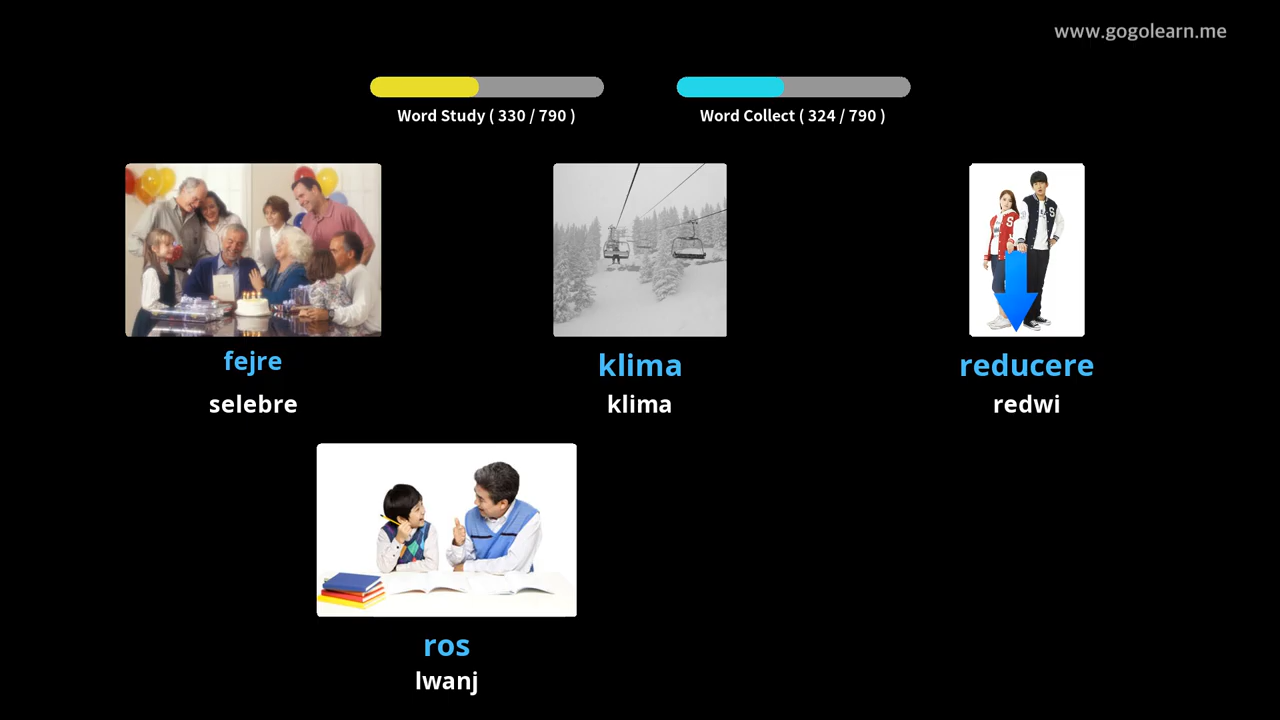 www.gogolearn.me
Word Study ( 330 / 790 )
Word Collect ( 324 / 790 )
fejre
selebre
klima
klima
reducere
redwi
ros
lwanj